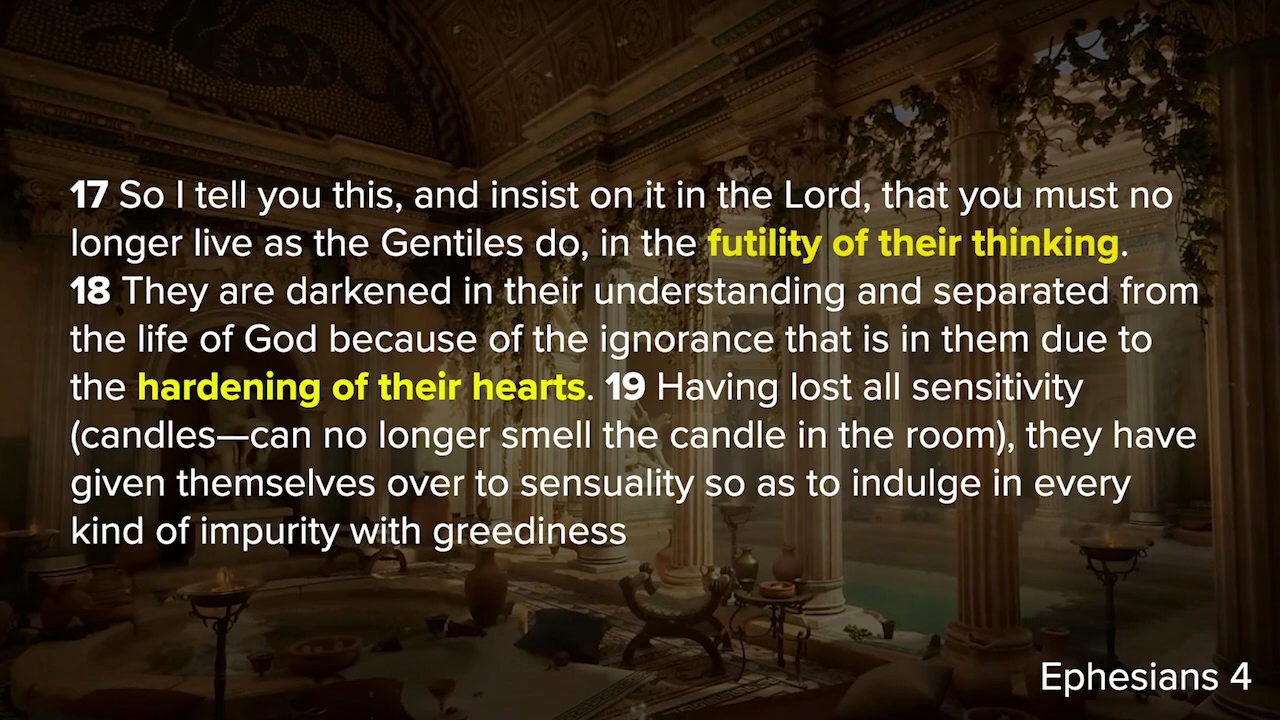 17 So I tell you this, and insist on it in the Lord, that you must no
longer live as the Gentiles do, in the futility of their thinking.
18 They are darkened in their understanding and separated from
the life of God because of the ignorance that is in them due to
the hardening of their hearts. 19 Having lost all sensitivity
(candles—can no longer smell the candle in the room), they have
given themselves over to sensuality so as to indulge in every
kind of impurity with greediness
Ephesians 4